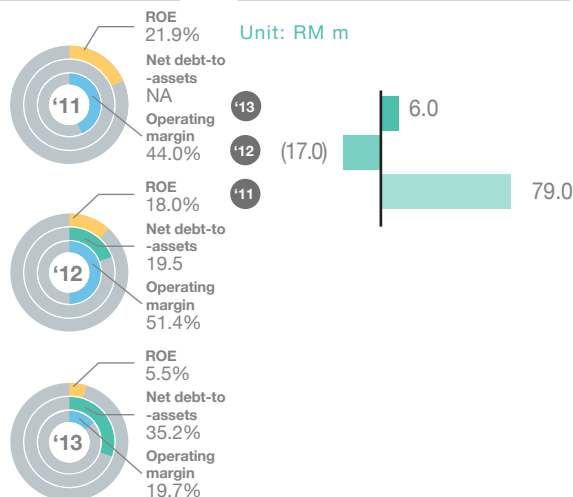 ROE
21.9%
Net debt-to
-assets
NA
Operating
margin
44.0%
‘11
ROE
18.0%
Net debt-to
-assets
19.5
Operating
margin
51.4%
‘12
ROE
5.5%
Net debt-to
-assets
35.2%
Operating
margin
19.7%
‘13
Unit: RM m
‘13 6.0
‘12 (17.0)
‘11 79.0